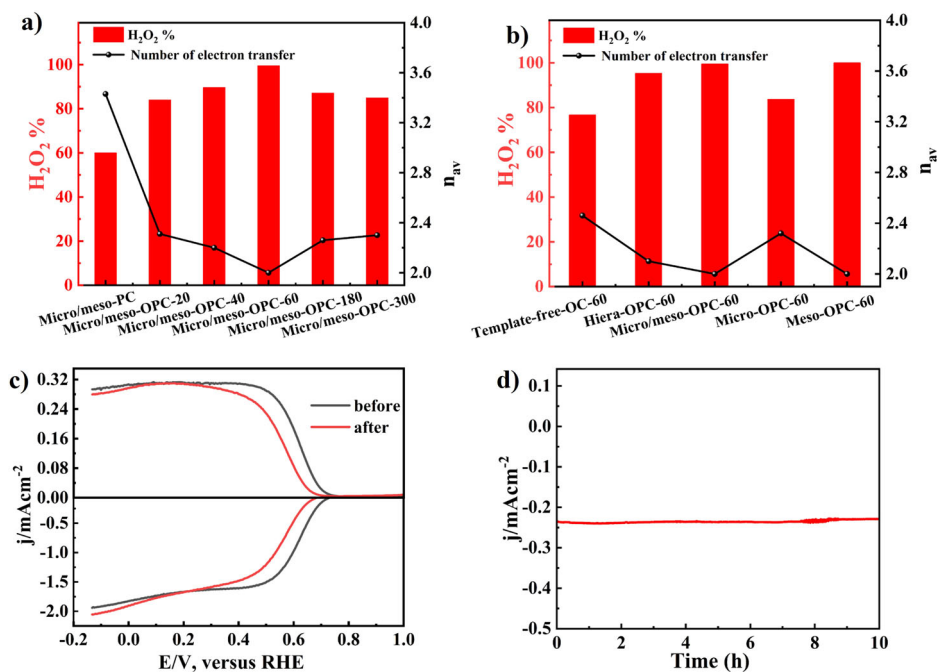 a)
H₂O₂ %
Number of electron transfer
H₂O₂ %
100
80
60
40
20
0
4.0
3.6
3.2
2.8
2.4
2.0
nav
Micro/meso-PC
Micro/meso-OPC-20
Micro/meso-OPC-40
Micro/meso-OPC-60
Micro/meso-OPC-180
Micro/meso-OPC-300
b)
H₂O₂ %
Number of electron transfer
H₂O₂ %
100
80
60
40
20
0
4.0
3.6
3.2
2.8
2.4
2.0
nav
Template-free-OC-60
Hiera-OPC-60
Micro/meso-OPC-60
Micro-OPC-60
Meso-OPC-60
c)
before
after
j/mAcm⁻²
0.32
0.24
0.16
0.08
0.00
-0.5
-1.0
-1.5
-2.0
-0.2 0.0 0.2 0.4 0.6 0.8 1.0
E/V, versus RHE
d)
j/mAcm⁻²
0.1
0.0
-0.1
-0.2
-0.3
-0.4
-0.5
0 2 4 6 8 10
Time (h)